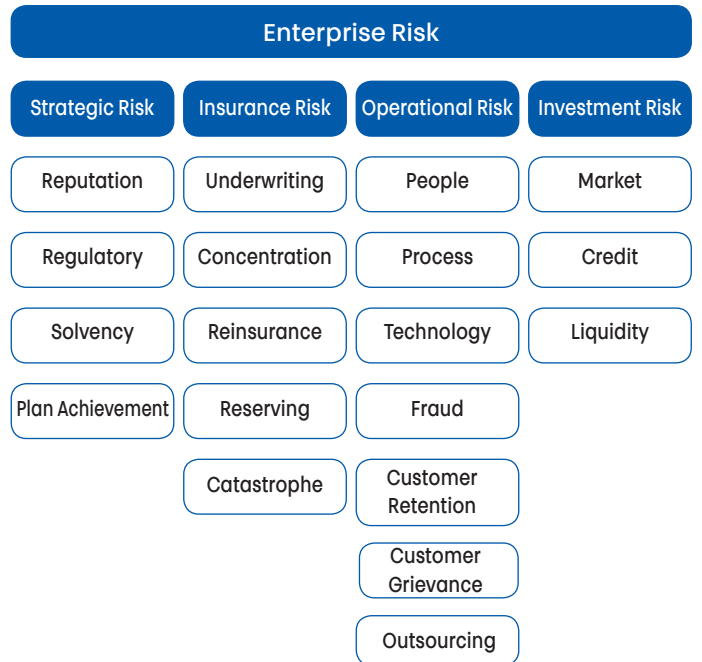 Enterprise Risk
Strategic Risk
Insurance Risk
Operational Risk
Investment Risk
Reputation
Underwriting
People
Market
Regulatory
Concentration
Process
Credit
Solvency
Reinsurance
Technology
Liquidity
Plan Achievement
Reserving
Fraud
Catastrophe
Customer
Retention
Customer
Grievance
Outsourcing